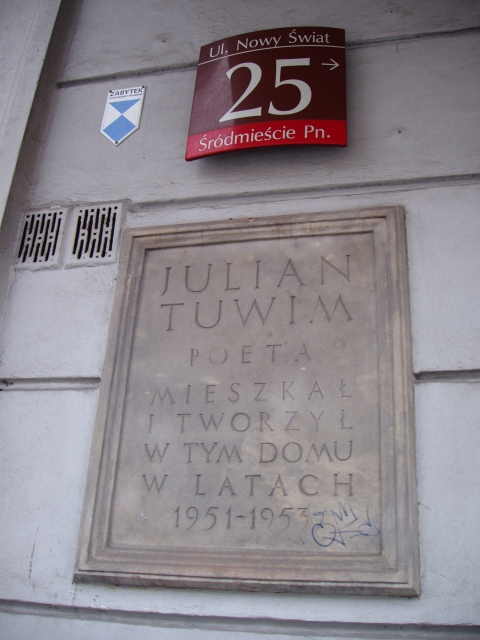 ZABYTEK
Ul. Nowy Świat
25
Śródmieście Pn.
JULIAN
TUWIM
POETA
MIESZKAŁ
I TWORZYŁ
W TYM DOMU
W LATACH
1951-1953